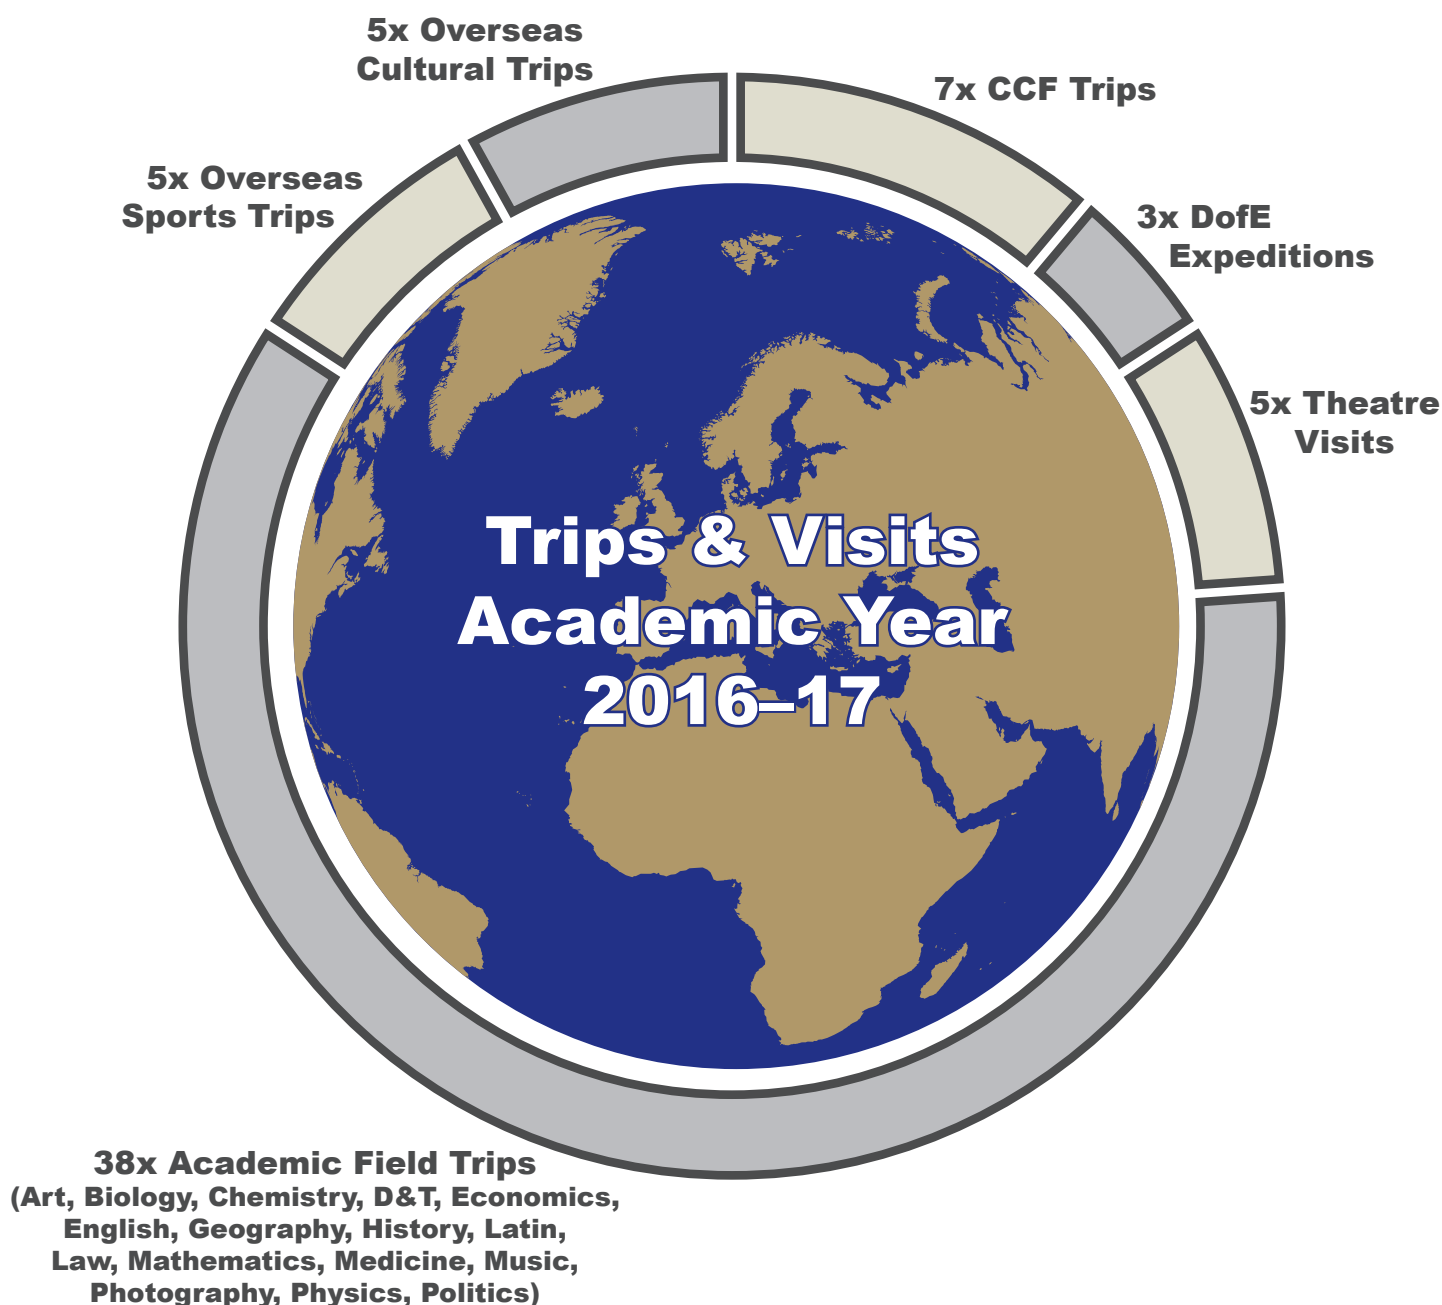 5x Overseas
Cultural Trips
7x CCF Trips
5x Overseas
Sports Trips
3x DofE
Expeditions
5x Theatre
Visits
Trips & Visits
Academic Year
2016–17
38x Academic Field Trips
(Art, Biology, Chemistry, D&T, Economics,
English, Geography, History, Latin,
Law, Mathematics, Medicine, Music,
Photography, Physics, Politics)